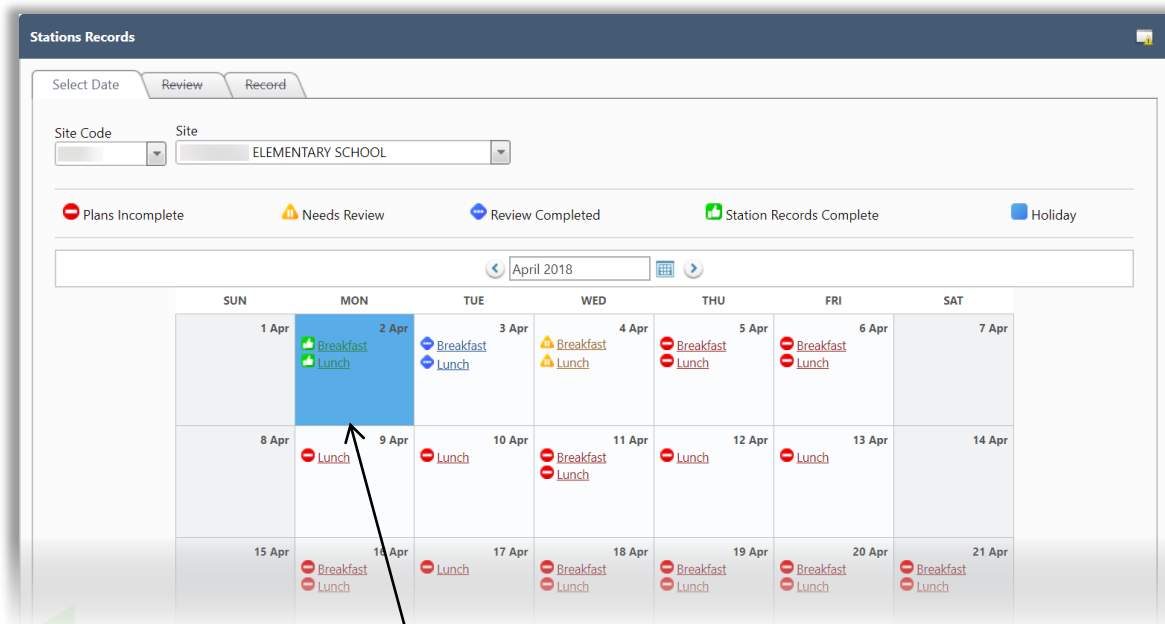 Stations Records
Select Date Review Record
Site Code Site
ELEMENTARY SCHOOL
Plans Incomplete Needs Review Review Completed Station Records Complete Holiday
April 2018
SUN MON TUE WED THU FRI SAT
1 Apr 2 Apr 3 Apr 4 Apr 5 Apr 6 Apr 7 Apr
Breakfast Breakfast Breakfast Breakfast Breakfast
Lunch Lunch Lunch Lunch Lunch
8 Apr 9 Apr 10 Apr 11 Apr 12 Apr 13 Apr 14 Apr
Lunch Lunch Breakfast Lunch Lunch
Lunch
15 Apr 16 Apr 17 Apr 18 Apr 19 Apr 20 Apr 21 Apr
Breakfast Lunch Breakfast Breakfast Breakfast Breakfast
Lunch Lunch Lunch Lunch Lunch